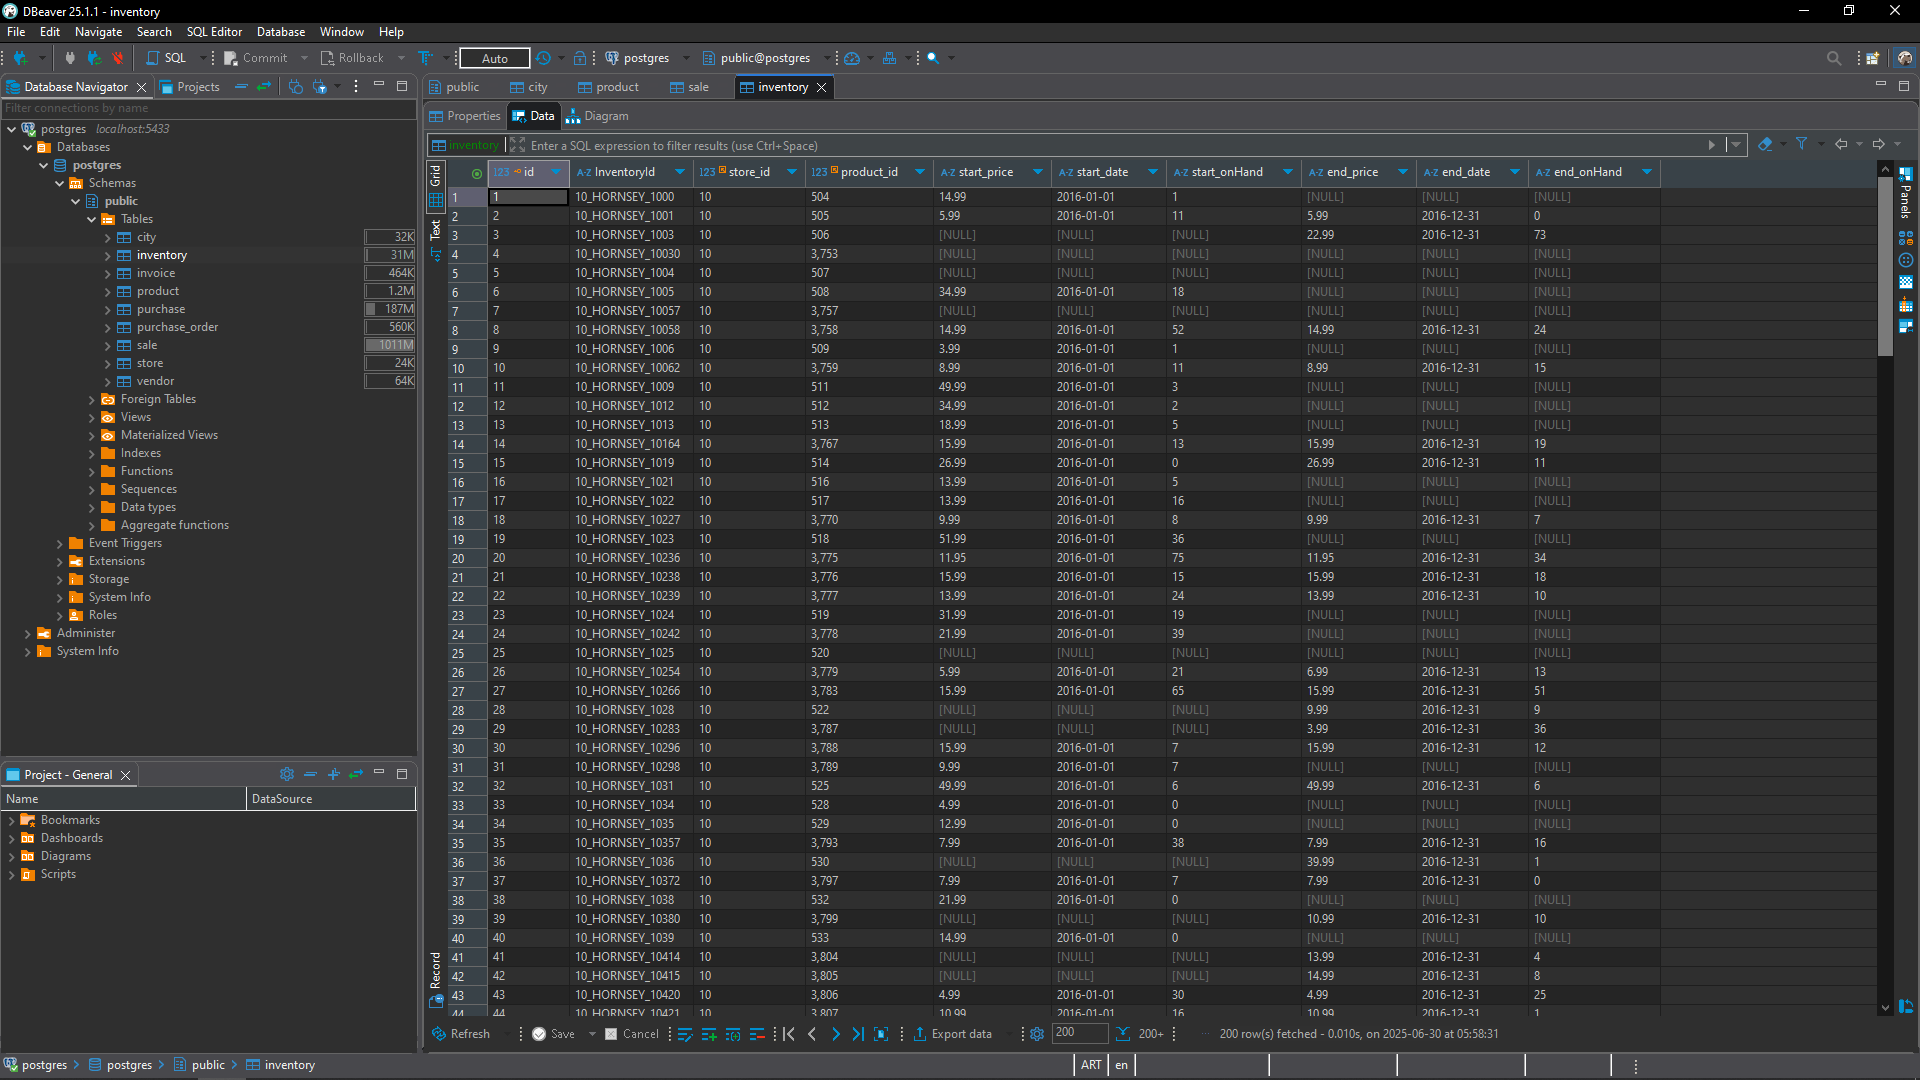 DBeaver 25.1.1 - inventory
File Edit Navigate Search SQL Editor Database Window Help
SQL Commit Rollback Auto postgres public@postgres
Database Navigator Projects
Filter connections by name
postgres localhost:5433
Databases
postgres
Schemas
public
Tables
city 32K
inventory 31M
invoice 464K
product 1.2M
purchase 187M
purchase_order 560K
sale 1011M
store 24K
vendor 64K
Foreign Tables
Views
Materialized Views
Indexes
Functions
Sequences
Data types
Aggregate functions
Event Triggers
Extensions
Storage
System Info
Roles
Administer
System Info
Project - General
Name DataSource
Bookmarks
Dashboards
Diagrams
Scripts
public city product sale inventory
Properties Data Diagram
inventory Enter a SQL expression to filter results (use Ctrl+Space)
Grid
Text
Record
Panels
123 id A-Z InventoryId 123 store_id 123 product_id A-Z start_price A-Z start_date A-Z start_onHand A-Z end_price A-Z end_date A-Z end_onHand
1 1 10_HORNSEY_1000 10 504 14.99 2016-01-01 1 [NULL] [NULL] [NULL]
2 2 10_HORNSEY_1001 10 505 5.99 2016-01-01 11 5.99 2016-12-31 0
3 3 10_HORNSEY_1003 10 506 [NULL] [NULL] [NULL] 22.99 2016-12-31 73
4 4 10_HORNSEY_10030 10 3,753 [NULL] [NULL] [NULL] [NULL] [NULL] [NULL]
5 5 10_HORNSEY_1004 10 507 [NULL] [NULL] [NULL] [NULL] [NULL] [NULL]
6 6 10_HORNSEY_1005 10 508 34.99 2016-01-01 18 [NULL] [NULL] [NULL]
7 7 10_HORNSEY_10057 10 3,757 [NULL] [NULL] [NULL] [NULL] [NULL] [NULL]
8 8 10_HORNSEY_10058 10 3,758 14.99 2016-01-01 52 14.99 2016-12-31 24
9 9 10_HORNSEY_1006 10 509 3.99 2016-01-01 1 [NULL] [NULL] [NULL]
10 10 10_HORNSEY_10062 10 3,759 8.99 2016-01-01 11 8.99 2016-12-31 15
11 11 10_HORNSEY_1009 10 511 49.99 2016-01-01 3 [NULL] [NULL] [NULL]
12 12 10_HORNSEY_1012 10 512 34.99 2016-01-01 2 [NULL] [NULL] [NULL]
13 13 10_HORNSEY_1013 10 513 18.99 2016-01-01 5 [NULL] [NULL] [NULL]
14 14 10_HORNSEY_10164 10 3,767 15.99 2016-01-01 13 15.99 2016-12-31 19
15 15 10_HORNSEY_1019 10 514 26.99 2016-01-01 0 26.99 2016-12-31 11
16 16 10_HORNSEY_1021 10 516 13.99 2016-01-01 5 [NULL] [NULL] [NULL]
17 17 10_HORNSEY_1022 10 517 13.99 2016-01-01 16 [NULL] [NULL] [NULL]
18 18 10_HORNSEY_10227 10 3,770 9.99 2016-01-01 8 9.99 2016-12-31 7
19 19 10_HORNSEY_1023 10 518 51.99 2016-01-01 36 [NULL] [NULL] [NULL]
20 20 10_HORNSEY_10236 10 3,775 11.95 2016-01-01 75 11.95 2016-12-31 34
21 21 10_HORNSEY_10238 10 3,776 15.99 2016-01-01 15 15.99 2016-12-31 18
22 22 10_HORNSEY_10239 10 3,777 13.99 2016-01-01 24 13.99 2016-12-31 10
23 23 10_HORNSEY_1024 10 519 31.99 2016-01-01 19 [NULL] [NULL] [NULL]
24 24 10_HORNSEY_10242 10 3,778 21.99 2016-01-01 39 [NULL] [NULL] [NULL]
25 25 10_HORNSEY_1025 10 520 [NULL] [NULL] [NULL] [NULL] [NULL] [NULL]
26 26 10_HORNSEY_10254 10 3,779 5.99 2016-01-01 21 6.99 2016-12-31 13
27 27 10_HORNSEY_10266 10 3,783 15.99 2016-01-01 65 15.99 2016-12-31 51
28 28 10_HORNSEY_1028 10 522 [NULL] [NULL] [NULL] 9.99 2016-12-31 9
29 29 10_HORNSEY_10283 10 3,787 [NULL] [NULL] [NULL] 3.99 2016-12-31 36
30 30 10_HORNSEY_10296 10 3,788 15.99 2016-01-01 7 15.99 2016-12-31 12
31 31 10_HORNSEY_10298 10 3,789 9.99 2016-01-01 7 [NULL] [NULL] [NULL]
32 32 10_HORNSEY_1031 10 525 49.99 2016-01-01 6 49.99 2016-12-31 6
33 33 10_HORNSEY_1034 10 528 4.99 2016-01-01 0 [NULL] [NULL] [NULL]
34 34 10_HORNSEY_1035 10 529 12.99 2016-01-01 0 [NULL] [NULL] [NULL]
35 35 10_HORNSEY_10357 10 3,793 7.99 2016-01-01 38 7.99 2016-12-31 16
36 36 10_HORNSEY_1036 10 530 [NULL] [NULL] [NULL] 39.99 2016-12-31 1
37 37 10_HORNSEY_10372 10 3,797 7.99 2016-01-01 7 7.99 2016-12-31 0
38 38 10_HORNSEY_1038 10 532 21.99 2016-01-01 0 [NULL] [NULL] [NULL]
39 39 10_HORNSEY_10380 10 3,799 [NULL] [NULL] [NULL] 10.99 2016-12-31 10
40 40 10_HORNSEY_1039 10 533 14.99 2016-01-01 0 [NULL] [NULL] [NULL]
41 41 10_HORNSEY_10414 10 3,804 [NULL] [NULL] [NULL] 13.99 2016-12-31 4
42 42 10_HORNSEY_10415 10 3,805 [NULL] [NULL] [NULL] 14.99 2016-12-31 8
43 43 10_HORNSEY_10420 10 3,806 4.99 2016-01-01 30 4.99 2016-12-31 25
44 44 10_HORNSEY_10421 10 3,807 10.99 2016-01-01 16 10.99 2016-12-31 1
Refresh Save Cancel Export data 200 200+ 200 row(s) fetched - 0.010s, on 2025-06-30 at 05:58:31
postgres postgres public inventory ART en